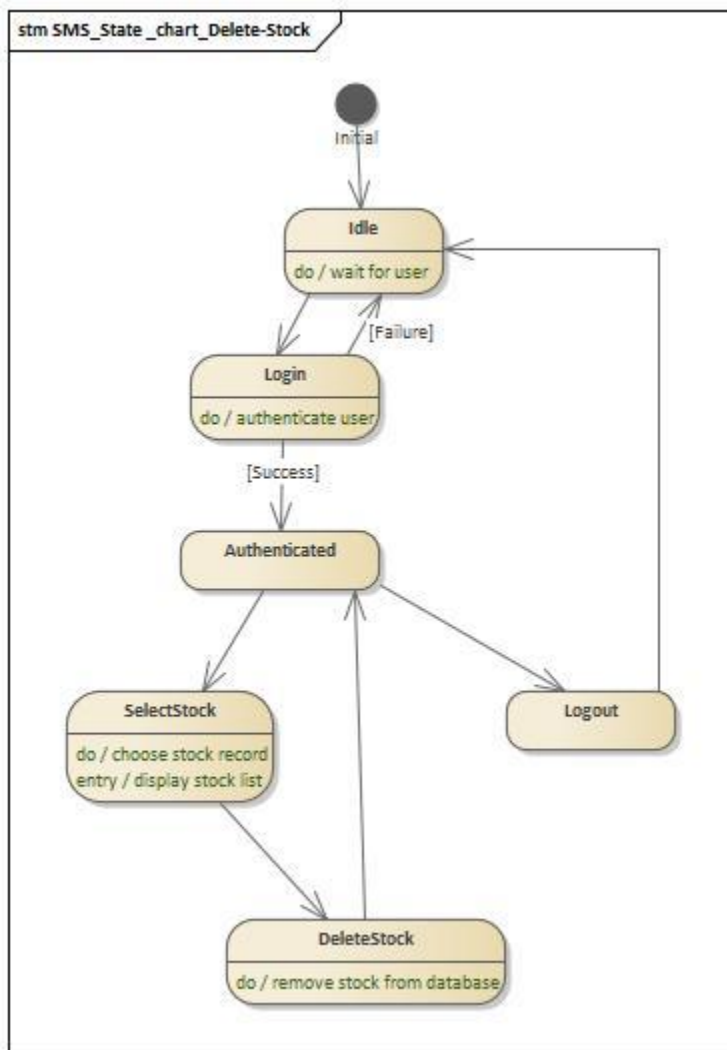 stm SMS_State _chart_Delete-Stock
Initial
Idle
do / wait for user
[Failure]
Login
do / authenticate user
[Success]
Authenticated
SelectStock
do / choose stock record
entry / display stock list
Logout
DeleteStock
do / remove stock from database